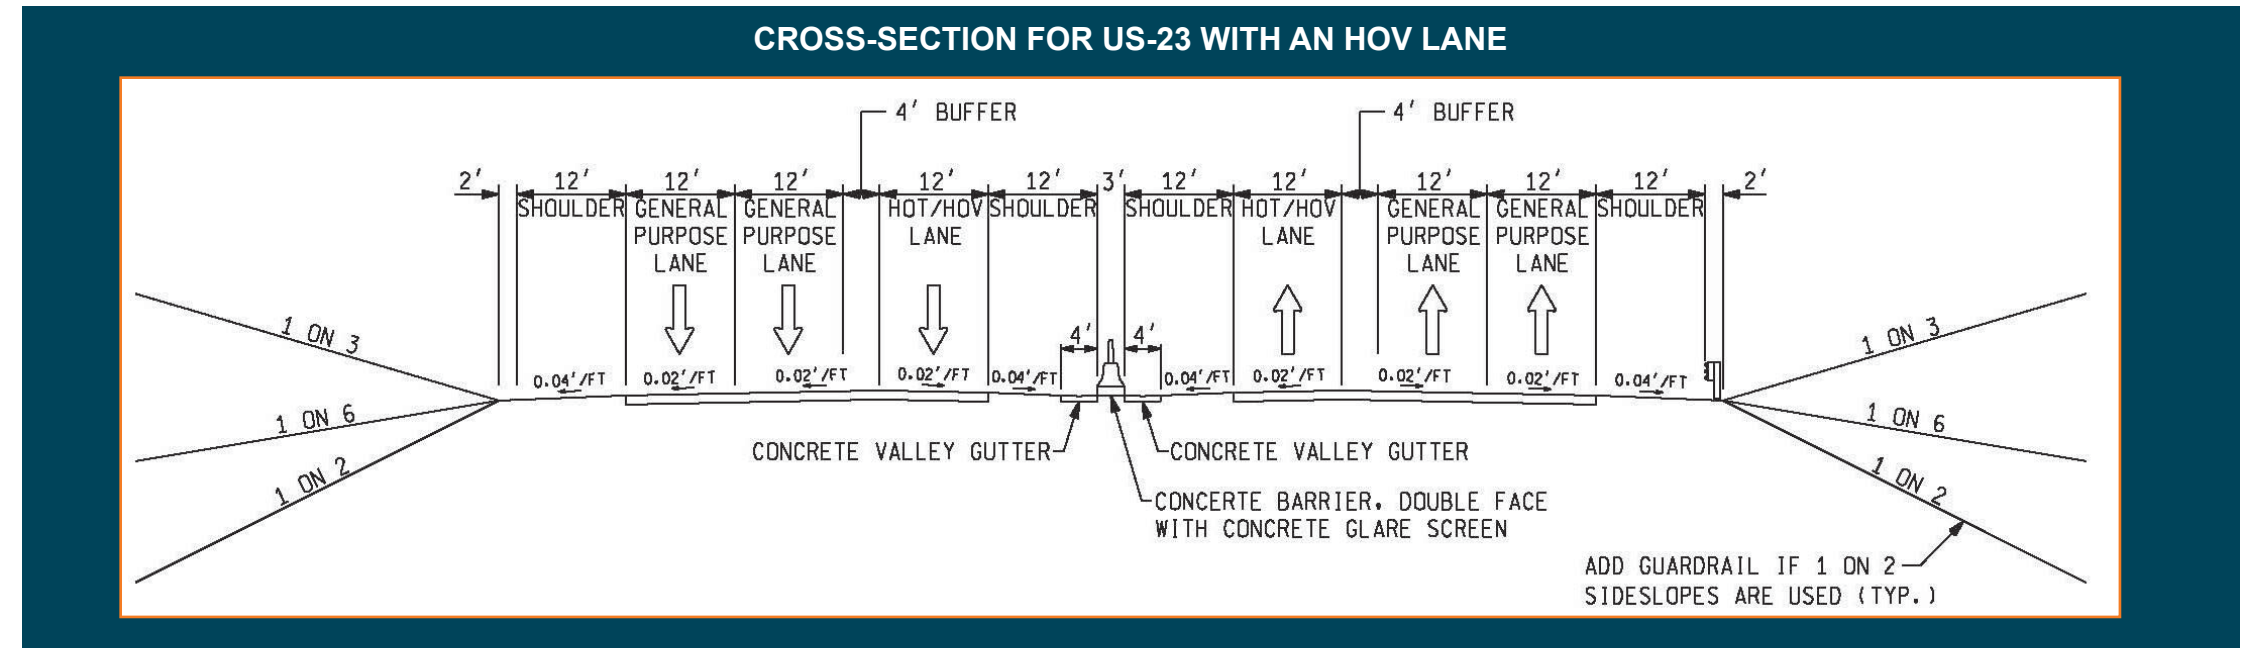 CROSS-SECTION FOR US-23 WITH AN HOV LANE
4' BUFFER
4' BUFFER
2' 12' 12' 12' 12' 12' 3' 12' 12' 12' 12' 12' 2'
SHOULDER GENERAL GENERAL HOT/HOV SHOULDER SHOULDER HOT/HOV GENERAL GENERAL SHOULDER
PURPOSE PURPOSE LANE LANE PURPOSE PURPOSE
LANE LANE LANE LANE
4' 4'
1 ON 3 1 ON 3
0.04'/FT 0.02'/FT 0.02'/FT 0.02'/FT 0.04'/FT 0.04'/FT 0.02'/FT 0.02'/FT 0.02'/FT 0.04'/FT
1 ON 6 1 ON 6
CONCRETE VALLEY GUTTER CONCRETE VALLEY GUTTER
1 ON 2 1 ON 2
CONCERTE BARRIER, DOUBLE FACE
WITH CONCRETE GLARE SCREEN
ADD GUARDRAIL IF 1 ON 2
SIDESLOPES ARE USED (TYP.)